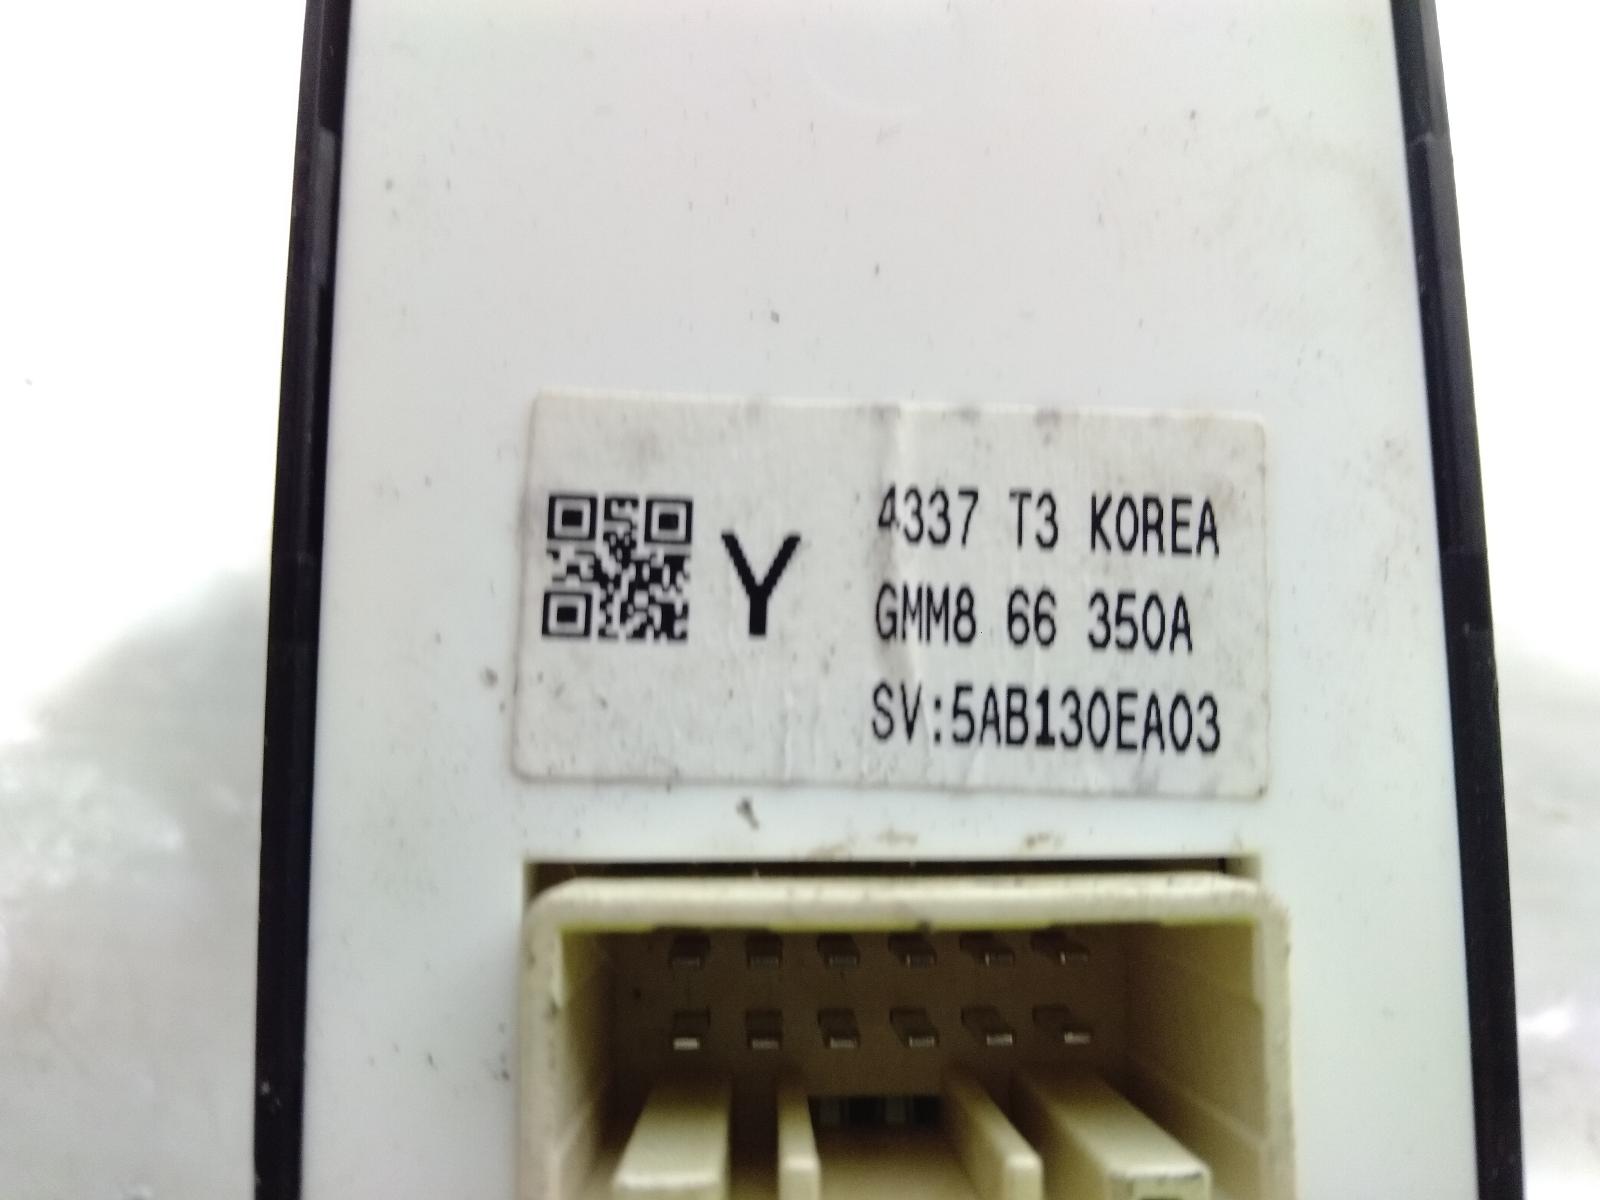 Y
4337 T3 KOREA
GMM8 66 350A
SV:5AB130EA03